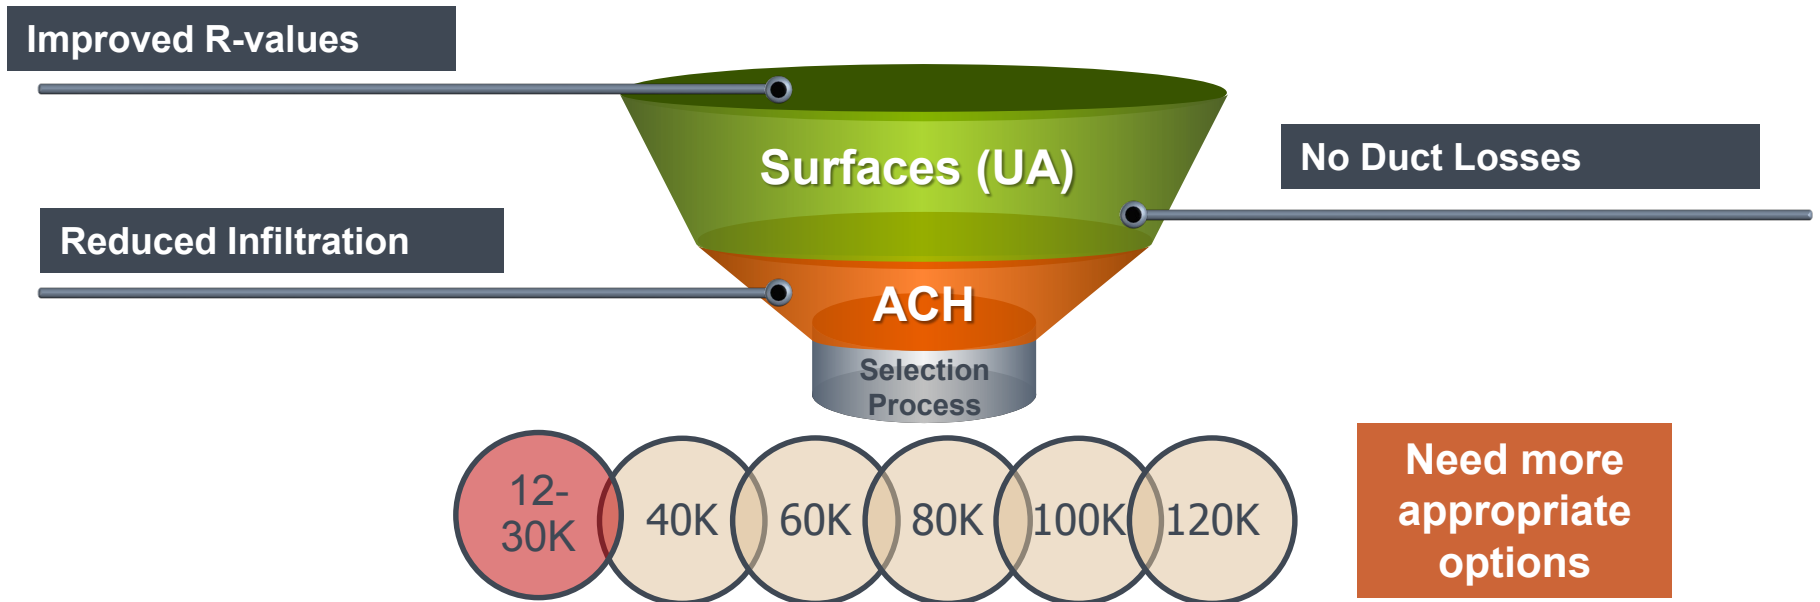 Improved R-values
Surfaces (UA)
No Duct Losses
Reduced Infiltration
ACH
Selection
Process
12-
30K
40K
60K
80K
100K
120K
Need more
appropriate
options